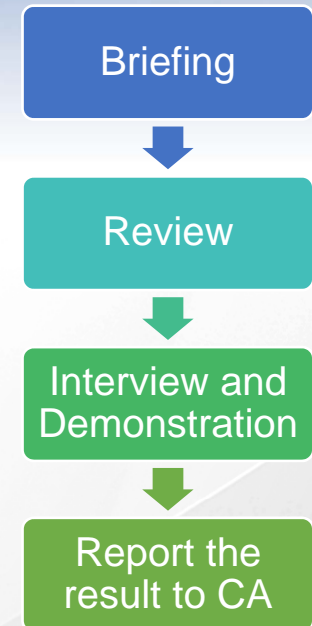 Briefing
Review
Interview and
Demonstration
Report the
result to CA